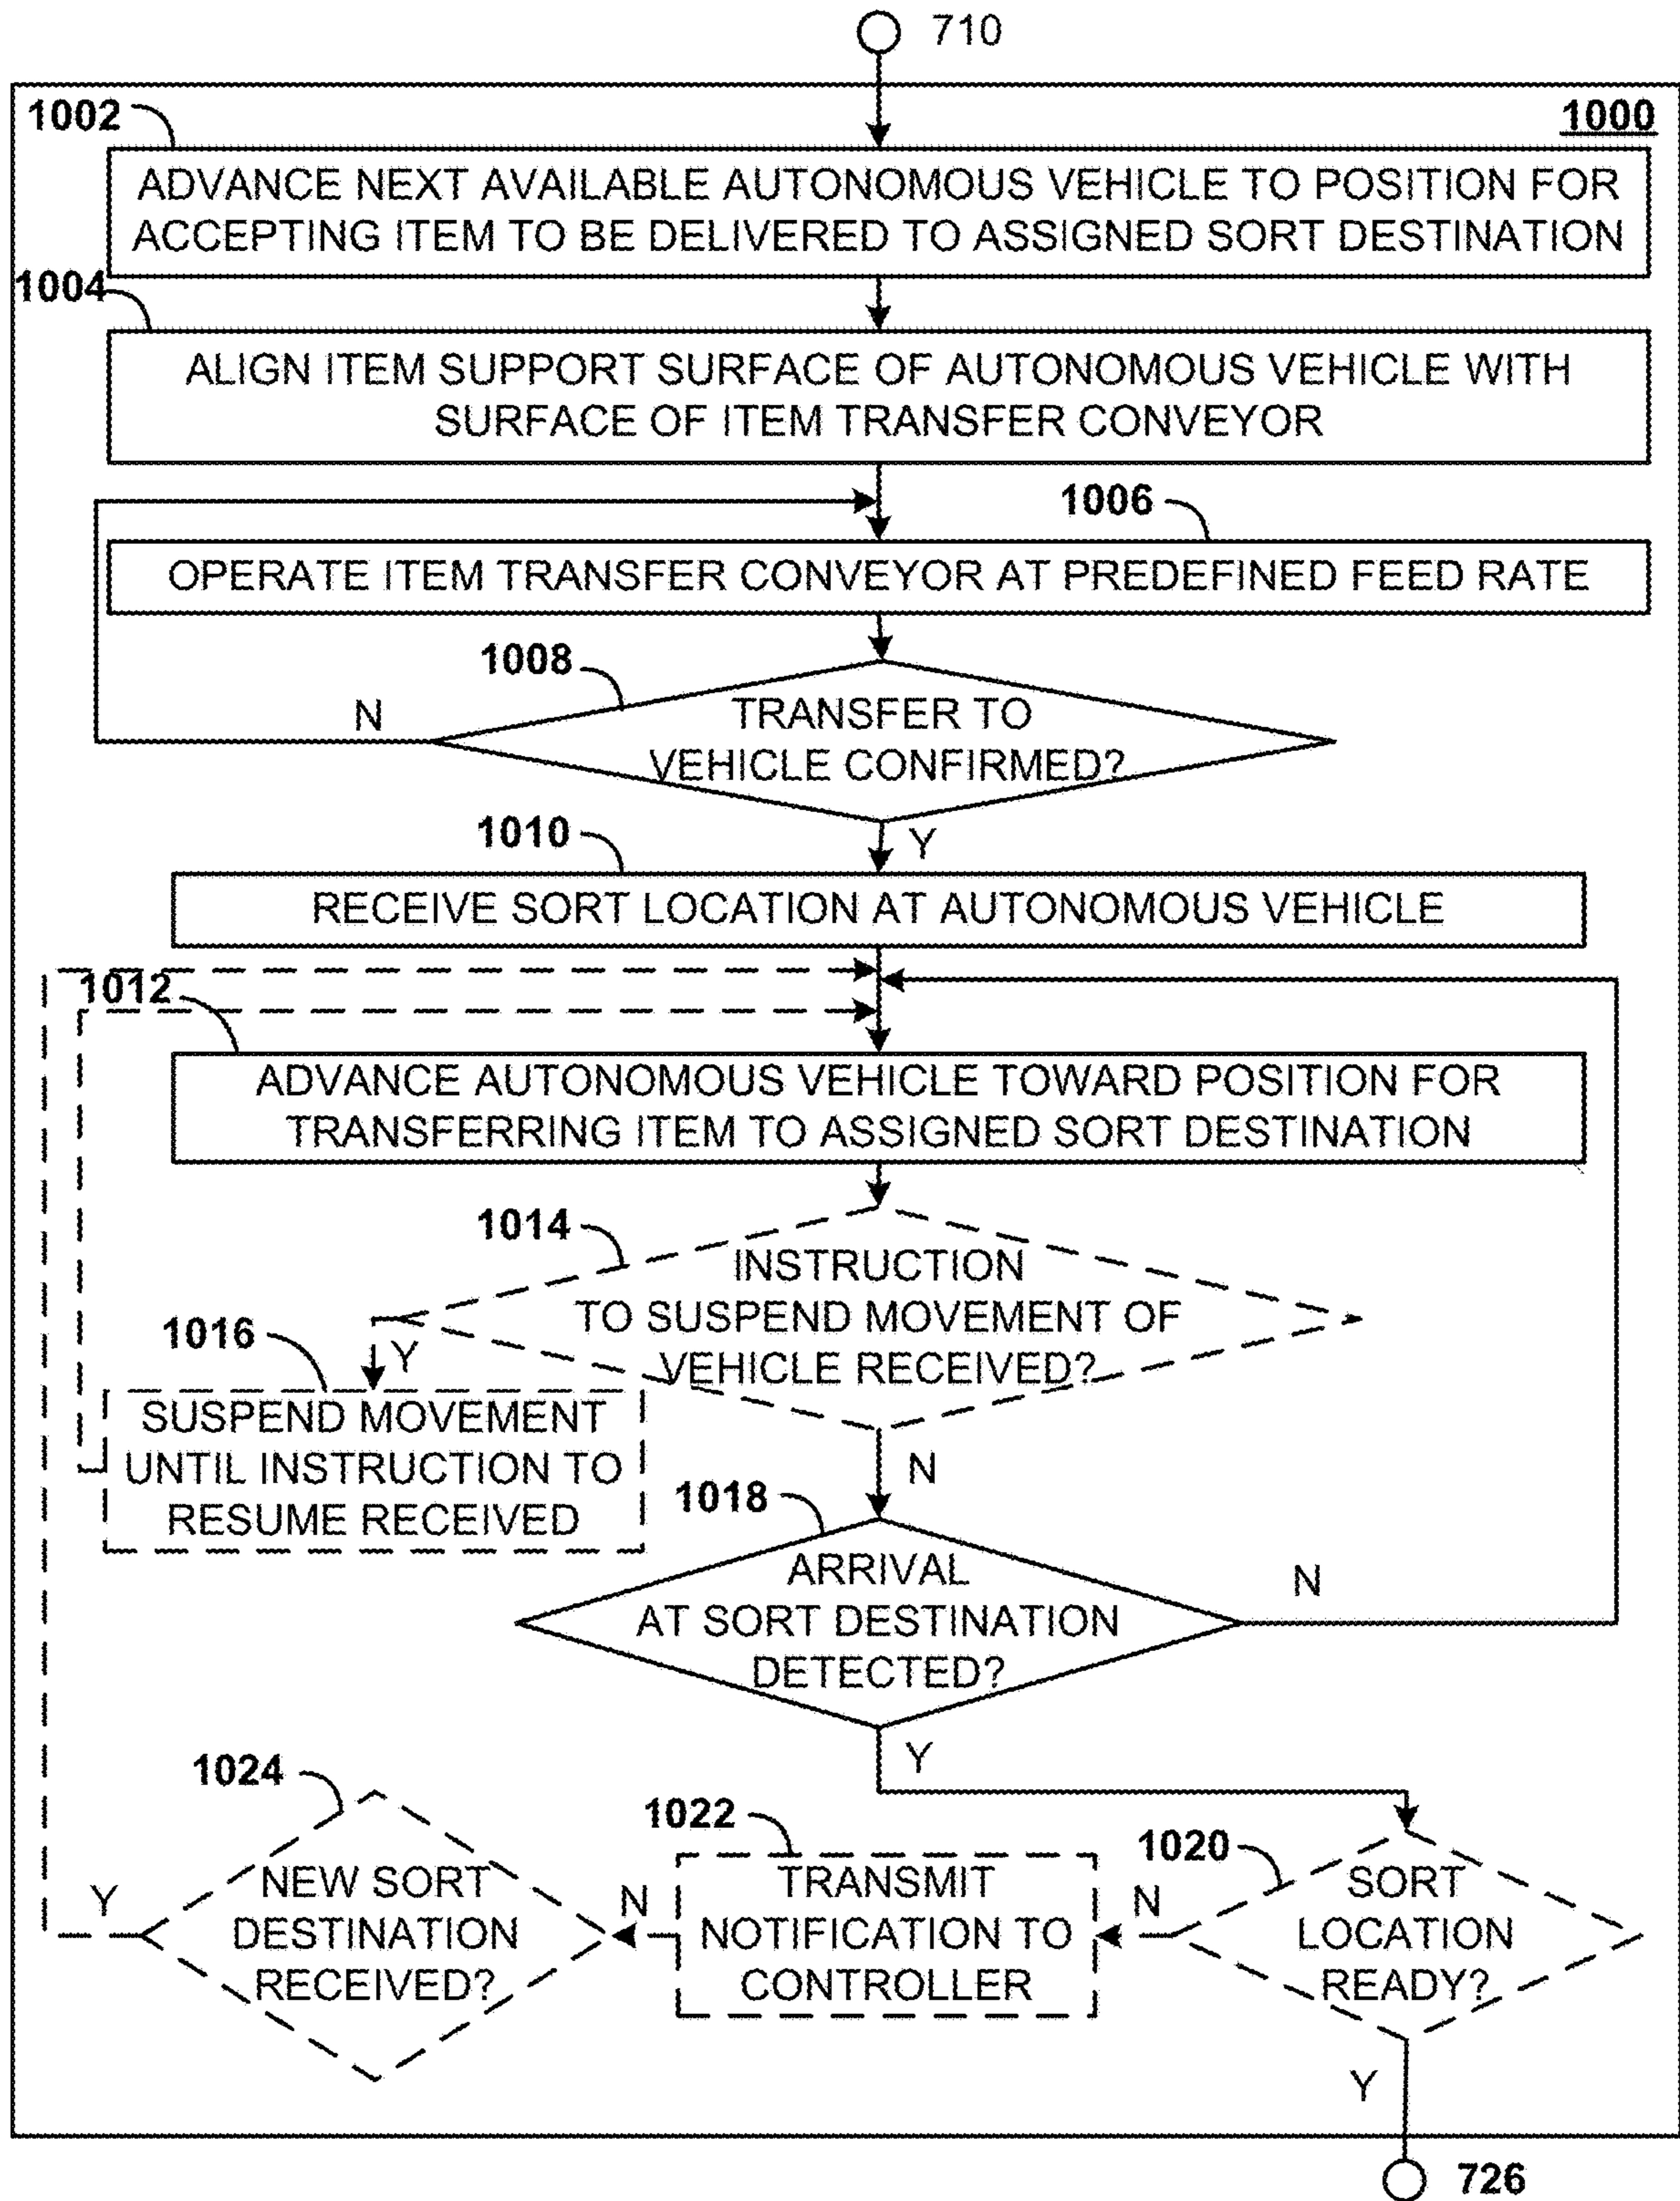 710
1000
1002
ADVANCE NEXT AVAILABLE AUTONOMOUS VEHICLE TO POSITION FOR
ACCEPTING ITEM TO BE DELIVERED TO ASSIGNED SORT DESTINATION
1004
ALIGN ITEM SUPPORT SURFACE OF AUTONOMOUS VEHICLE WITH
SURFACE OF ITEM TRANSFER CONVEYOR
1006
OPERATE ITEM TRANSFER CONVEYOR AT PREDEFINED FEED RATE
1008
N
TRANSFER TO
VEHICLE CONFIRMED?
Y
1010
RECEIVE SORT LOCATION AT AUTONOMOUS VEHICLE
1012
ADVANCE AUTONOMOUS VEHICLE TOWARD POSITION FOR
TRANSFERRING ITEM TO ASSIGNED SORT DESTINATION
1014
INSTRUCTION
TO SUSPEND MOVEMENT OF
VEHICLE RECEIVED?
Y
N
1016
SUSPEND MOVEMENT
UNTIL INSTRUCTION TO
RESUME RECEIVED
1018
ARRIVAL
AT SORT DESTINATION
DETECTED?
N
Y
1020
SORT
LOCATION
READY?
N
Y
1022
TRANSMIT
NOTIFICATION TO
CONTROLLER
N
1024
NEW SORT
DESTINATION
RECEIVED?
Y
726